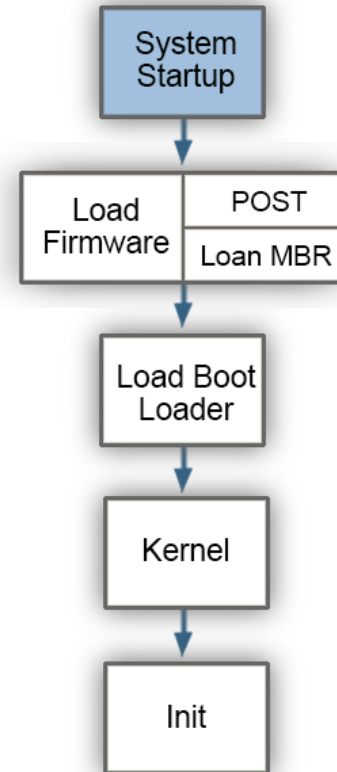 System
Startup
Load
Firmware
POST
Loan MBR
Load Boot
Loader
Kernel
Init